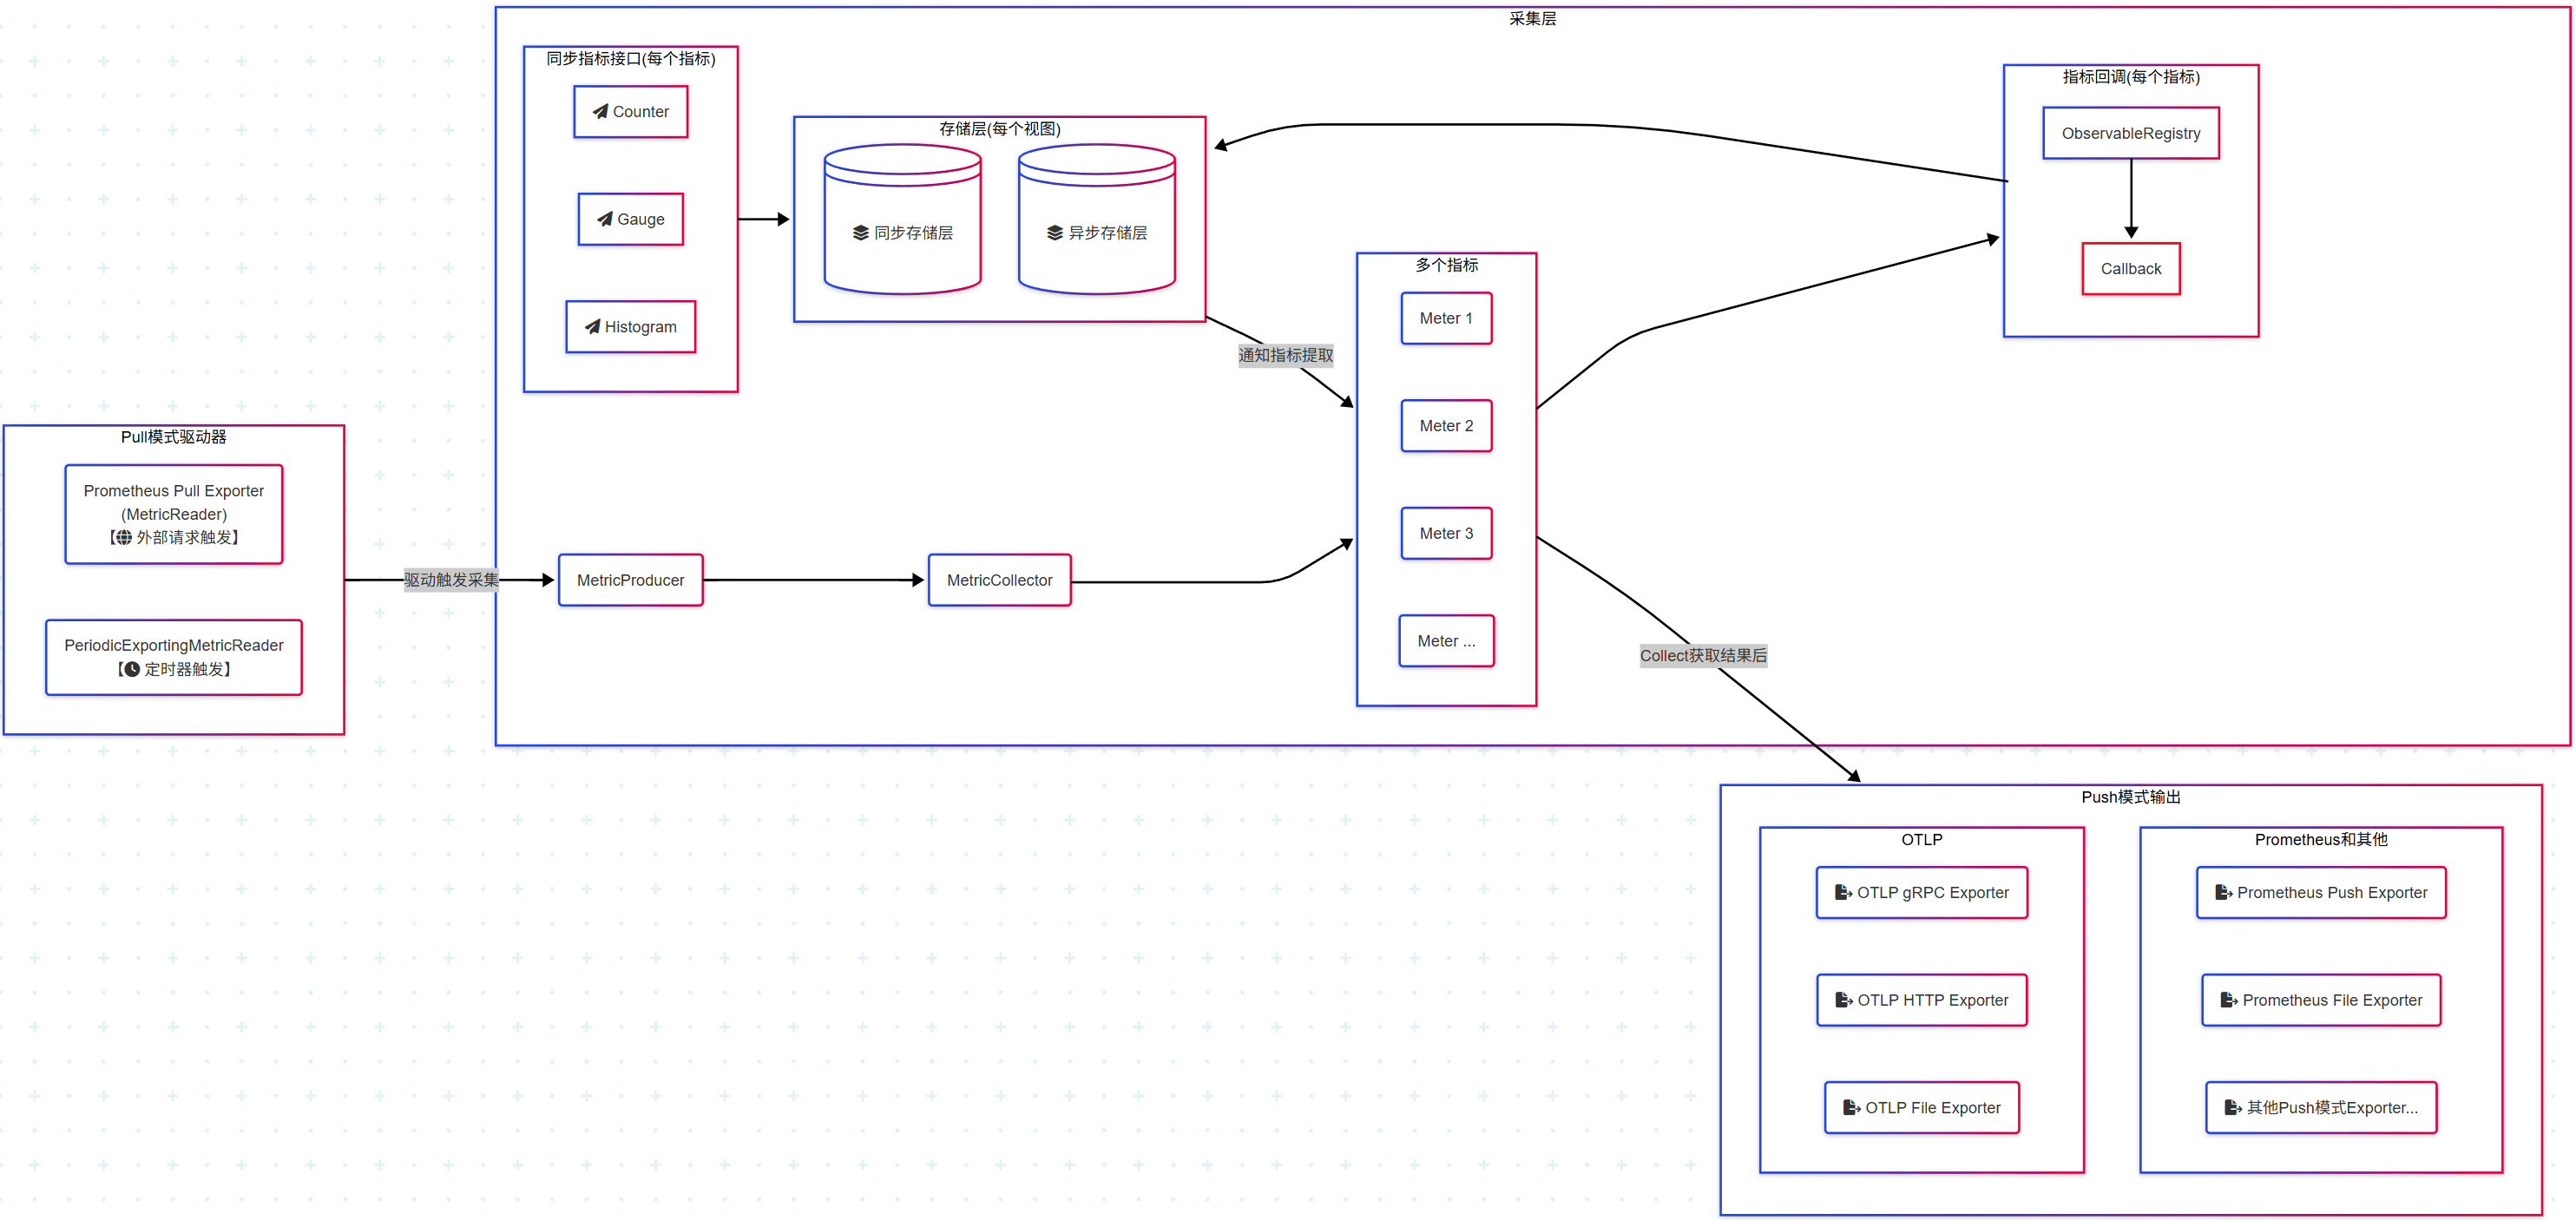 采集层
同步指标接口(每个指标)
Counter
Gauge
Histogram
存储层(每个视图)
同步存储层
异步存储层
指标回调(每个指标)
ObservableRegistry
Callback
通知指标提取
多个指标
Meter 1
Meter 2
Meter 3
Meter ...
Pull模式驱动器
Prometheus Pull Exporter
(MetricReader)
【 外部请求触发】
PeriodicExportingMetricReader
【 定时器触发】
驱动触发采集
MetricProducer
MetricCollector
Collect获取结果后
Push模式输出
OTLP
OTLP gRPC Exporter
OTLP HTTP Exporter
OTLP File Exporter
Prometheus和其他
Prometheus Push Exporter
Prometheus File Exporter
其他Push模式Exporter...